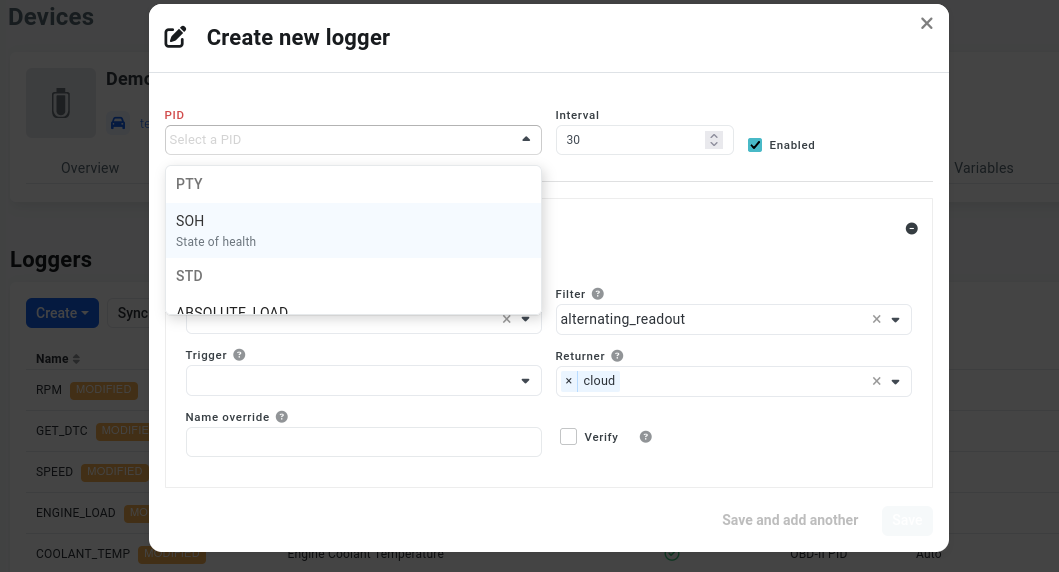 Devices
Create new logger
Demo
te
Overview
Variables
PID
Select a PID
Interval
30
Enabled
PTY
SOH
State of health
STD
ABSOLUTE_LOAD
Loggers
Create
Sync
Filter
alternating_readout
Trigger
Returner
× cloud
Name override
Verify
Name
RPM MODIFIED
GET_DTC MODIFIE
SPEED MODIFIED
ENGINE_LOAD MO
Save and add another
Save
COOLANT_TEMP MODIFIED Engine Coolant Temperature OBD-II PID Auto